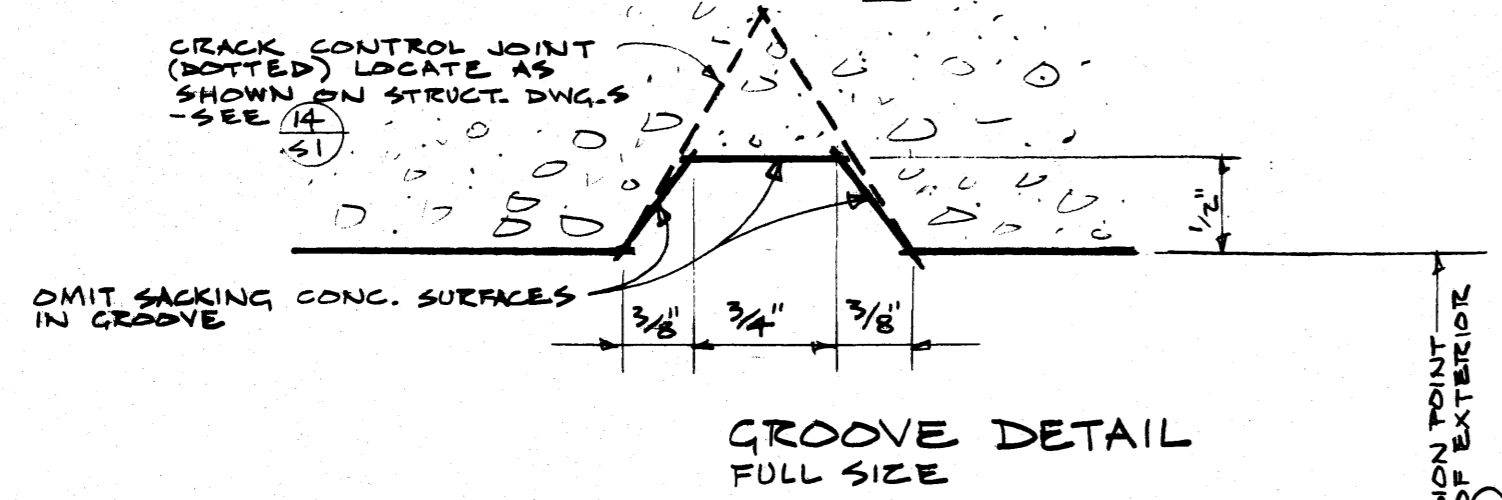 CRACK CONTROL JOINT
(DOTTED) LOCATE AS
SHOWN ON STRUCT. DWG.S
-SEE 14
S1
1/2"
OMIT SACKING CONC. SURFACES
IN GROOVE
3/8" 3/4" 3/8"
GROOVE DETAIL
FULL SIZE
ION POINT
OF EXTERIOR